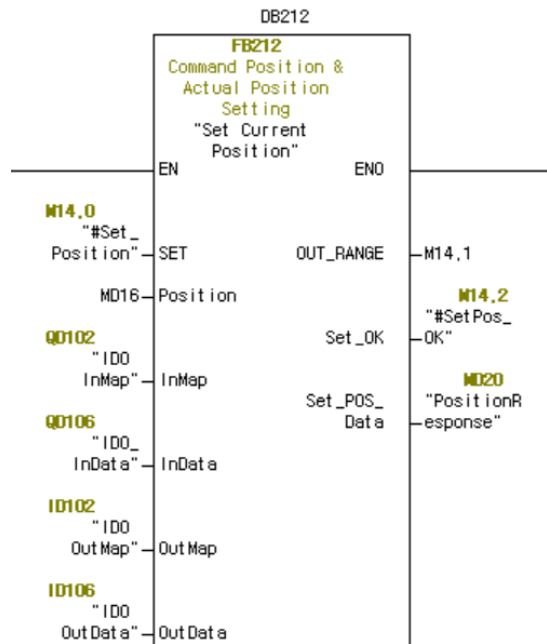 DB212
FB212
Command Position &
Actual Position
Setting
"Set Current
Position"
EN ENO
M14.0
"#Set_
Position" SET OUT_RANGE M14.1
MD16 Position
M14.2
"#SetPos_
Set_OK OK"
QD102
"IDO
InMap" InMap
MD20
Set_POS_ "PositionR
Data esponse"
QD106
"IDO_
InData" InData
ID102
"IDO
OutMap" OutMap
ID106
"IDO
OutData" OutData